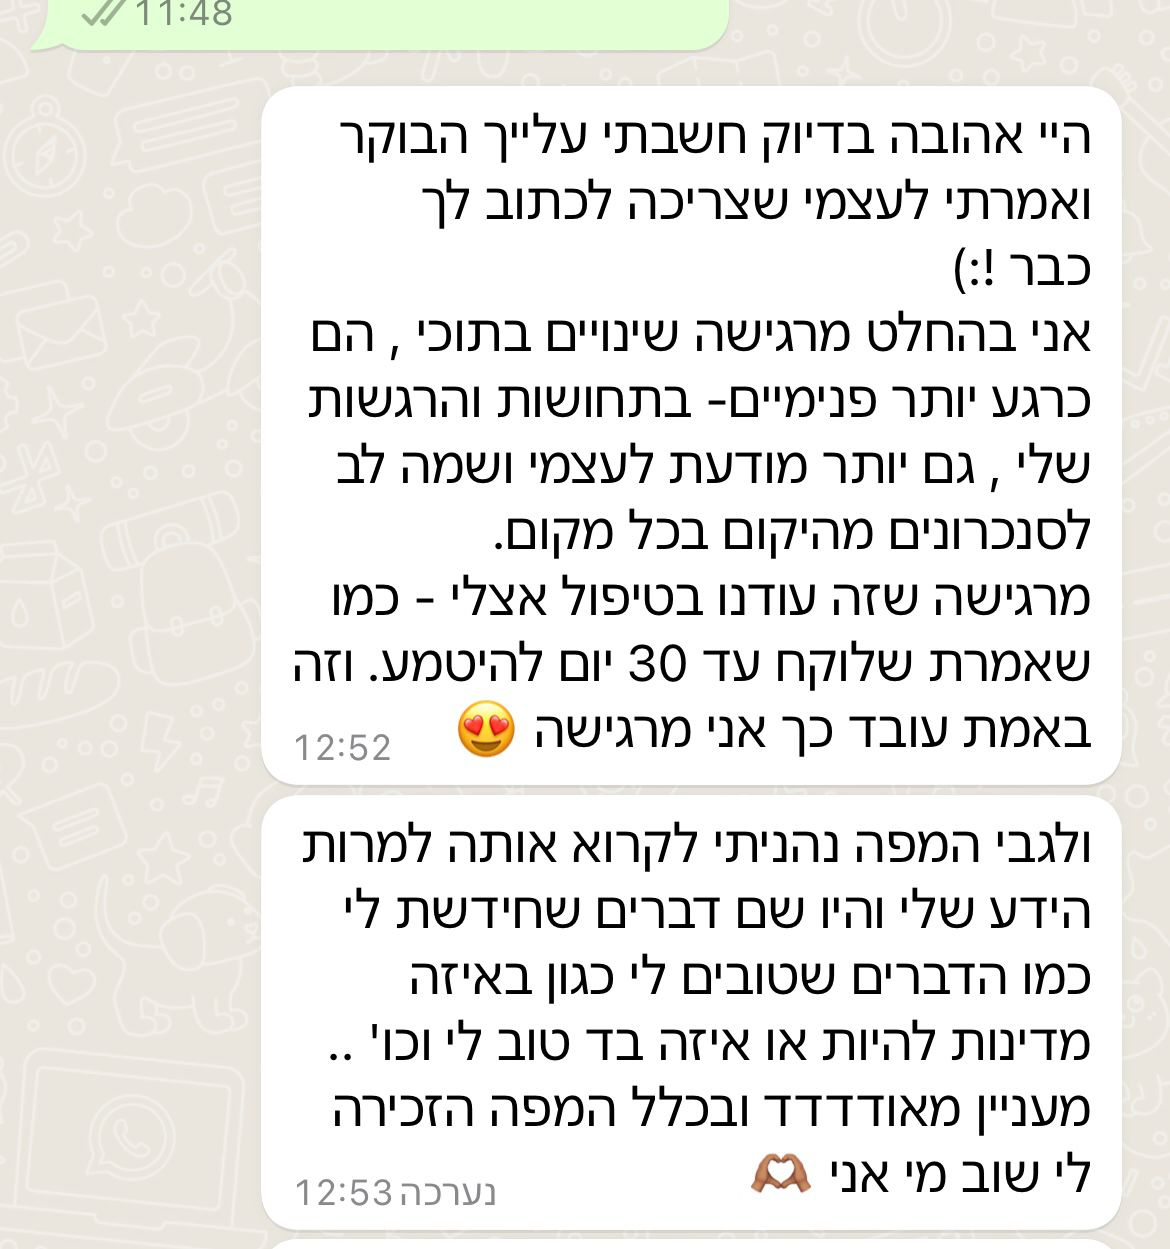 11:48
היי אהובה בדיוק חשבתי עלייך הבוקר
ואמרתי לעצמי שצריכה לכתוב לך
כבר !:)
אני בהחלט מרגישה שינויים בתוכי , הם
כרגע יותר פנימיים- בתחושות והרגשות
שלי , גם יותר מודעת לעצמי ושמה לב
לסנכרונים מהיקום בכל מקום.
מרגישה שזה עודנו בטיפול אצלי - כמו
שאמרת שלוקח עד 30 יום להיטמע. וזה
באמת עובד כך אני מרגישה 😍
12:52
ולגבי המפה נהניתי לקרוא אותה למרות
הידע שלי והיו שם דברים שחידשת לי
כמו הדברים שטובים לי כגון באיזה
מדינות להיות או איזה בד טוב לי וכו' ..
מעניין מאודדדד ובכלל המפה הזכירה
לי שוב מי אני 🫶🏽
נערכה 12:53